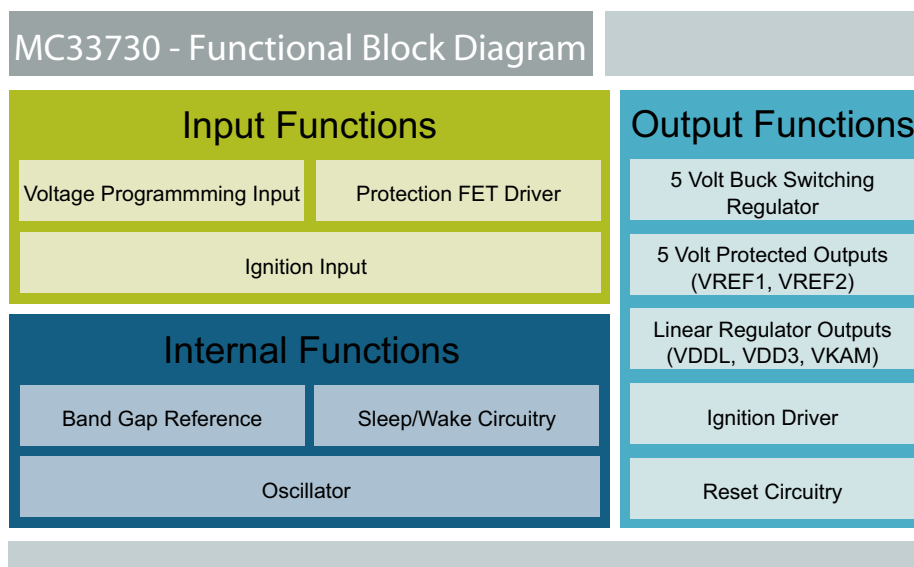 MC33730 - Functional Block Diagram
Input Functions
Voltage Programmming Input
Protection FET Driver
Ignition Input
Internal Functions
Band Gap Reference
Sleep/Wake Circuitry
Oscillator
Output Functions
5 Volt Buck Switching
Regulator
5 Volt Protected Outputs
(VREF1, VREF2)
Linear Regulator Outputs
(VDDL, VDD3, VKAM)
Ignition Driver
Reset Circuitry